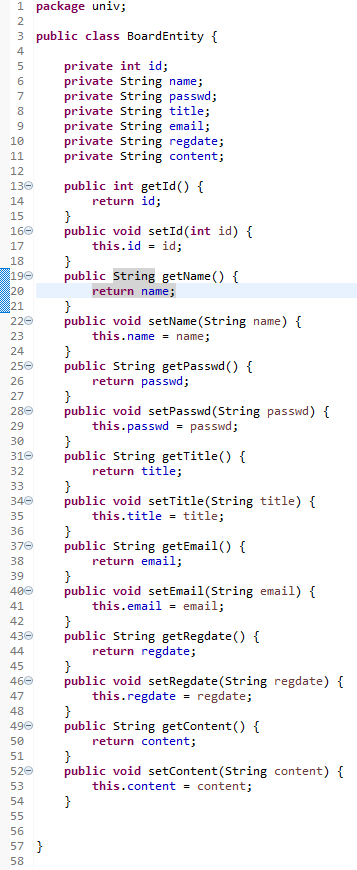 1 package univ;
2
3 public class BoardEntity {
4
5     private int id;
6     private String name;
7     private String passwd;
8     private String title;
9     private String email;
10     private String regdate;
11     private String content;
12
13     public int getId() {
14         return id;
15     }
16     public void setId(int id) {
17         this.id = id;
18     }
19     public String getName() {
20         return name;
21     }
22     public void setName(String name) {
23         this.name = name;
24     }
25     public String getPasswd() {
26         return passwd;
27     }
28     public void setPasswd(String passwd) {
29         this.passwd = passwd;
30     }
31     public String getTitle() {
32         return title;
33     }
34     public void setTitle(String title) {
35         this.title = title;
36     }
37     public String getEmail() {
38         return email;
39     }
40     public void setEmail(String email) {
41         this.email = email;
42     }
43     public String getRegdate() {
44         return regdate;
45     }
46     public void setRegdate(String regdate) {
47         this.regdate = regdate;
48     }
49     public String getContent() {
50         return content;
51     }
52     public void setContent(String content) {
53         this.content = content;
54     }
55
56
57 }
58